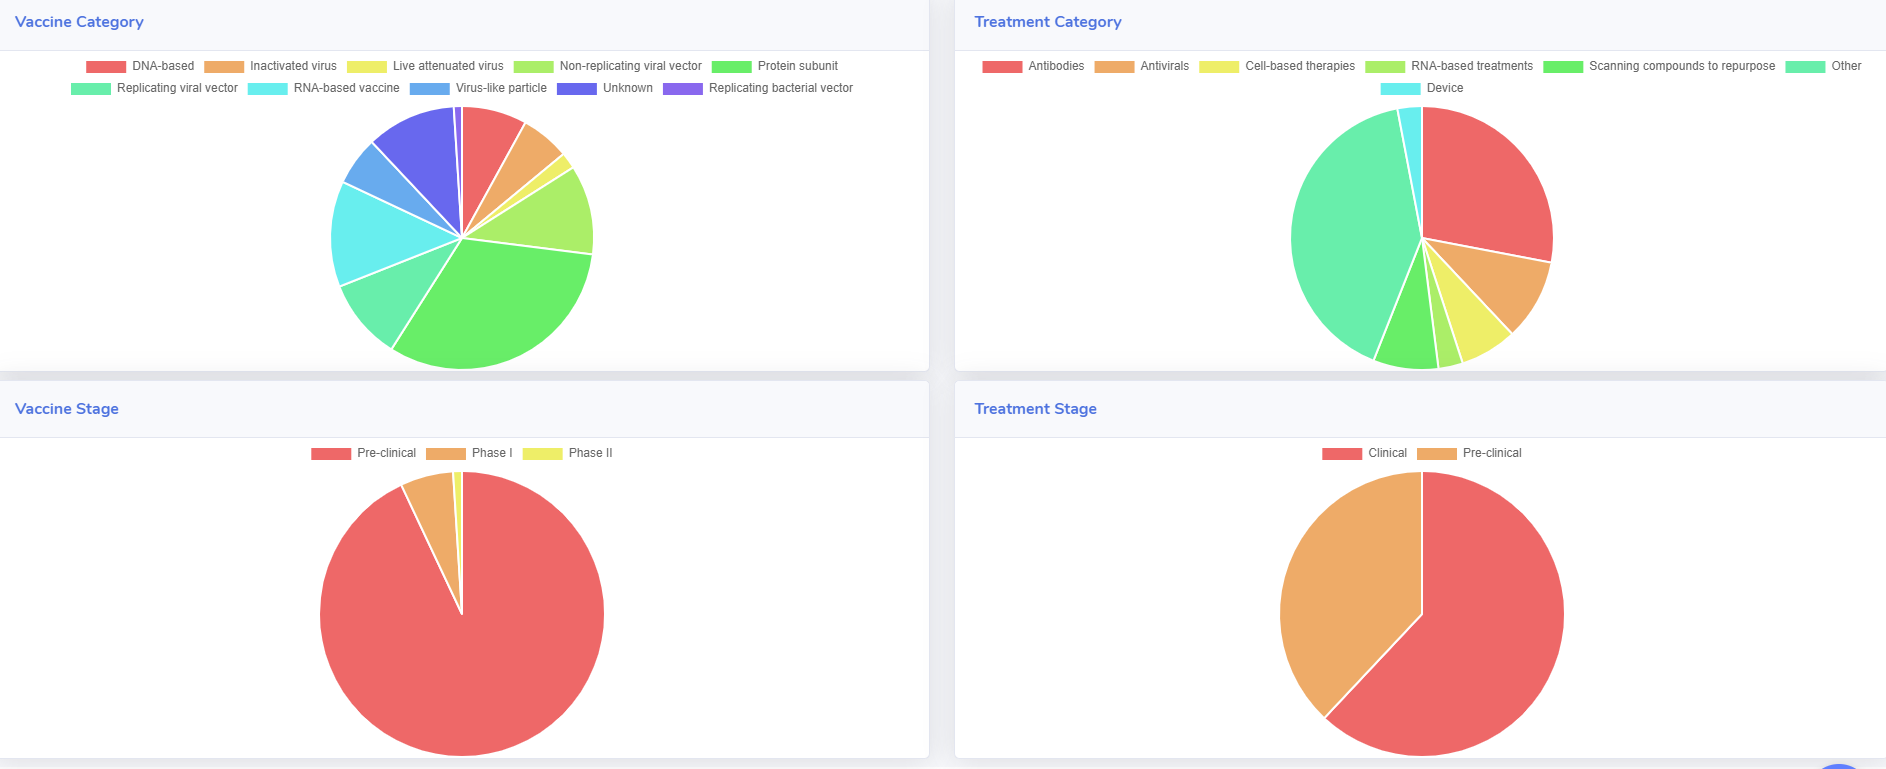 Vaccine Category
DNA-based Inactivated virus Live attenuated virus Non-replicating viral vector Protein subunit
Replicating viral vector RNA-based vaccine Virus-like particle Unknown Replicating bacterial vector
Treatment Category
Antibodies Antivirals Cell-based therapies RNA-based treatments Scanning compounds to repurpose Other
Device
Vaccine Stage
Pre-clinical Phase I Phase II
Treatment Stage
Clinical Pre-clinical